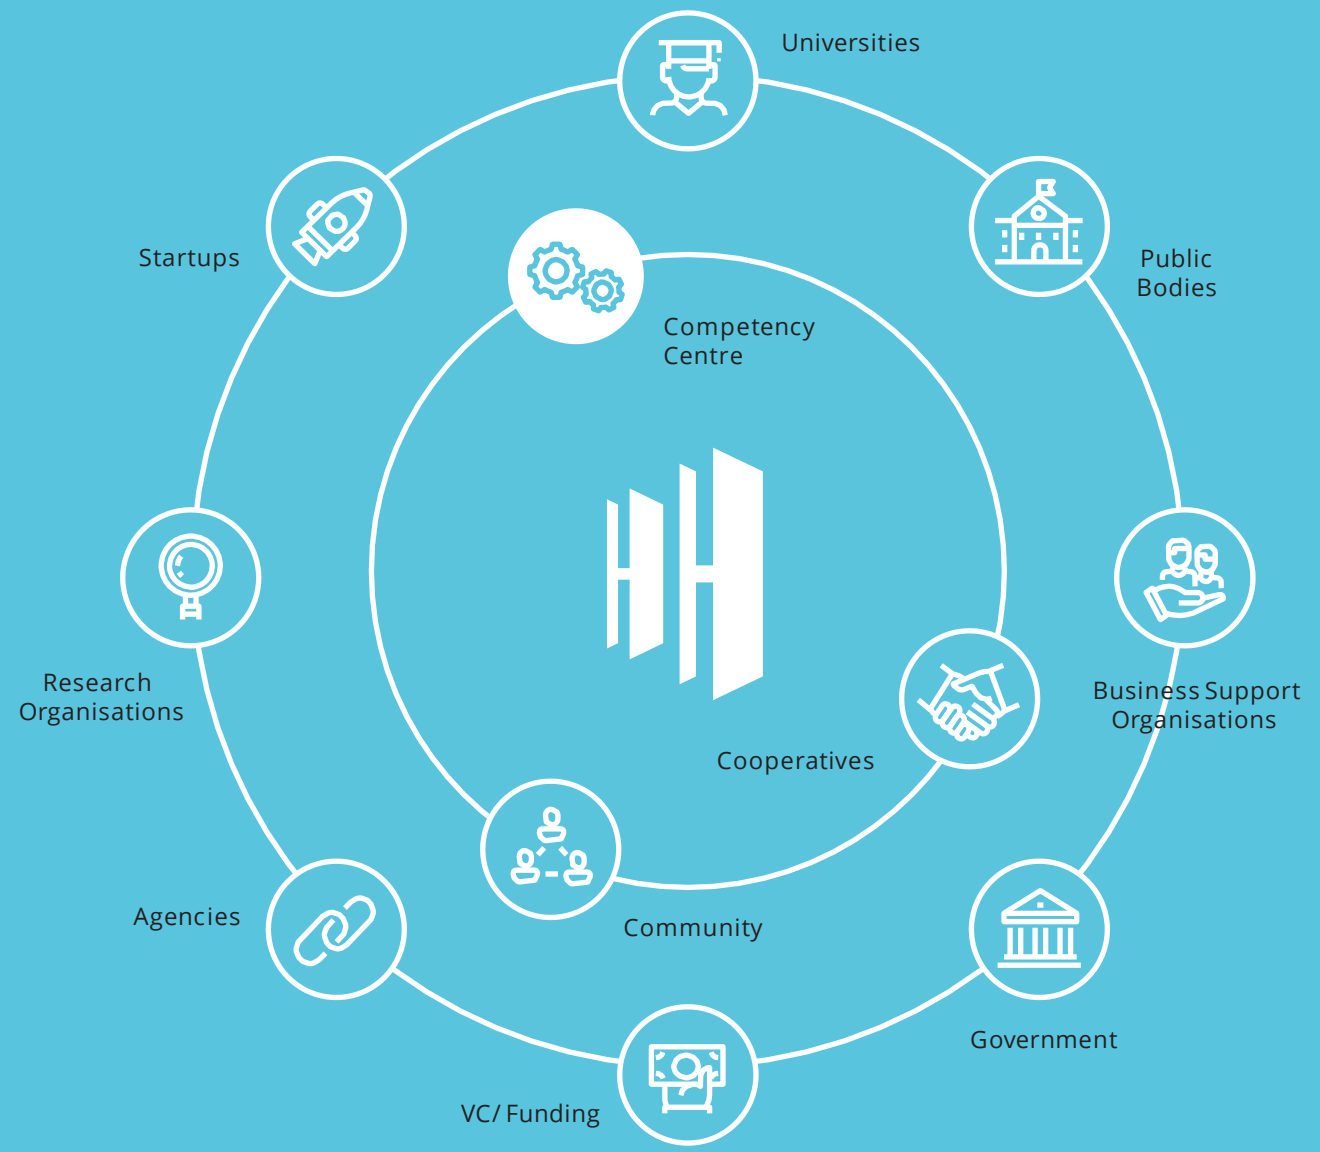 Universities
Startups
Public
Bodies
Competency
Centre
Research
Organisations
Business Support
Organisations
Cooperatives
Agencies
Community
Government
VC/ Funding